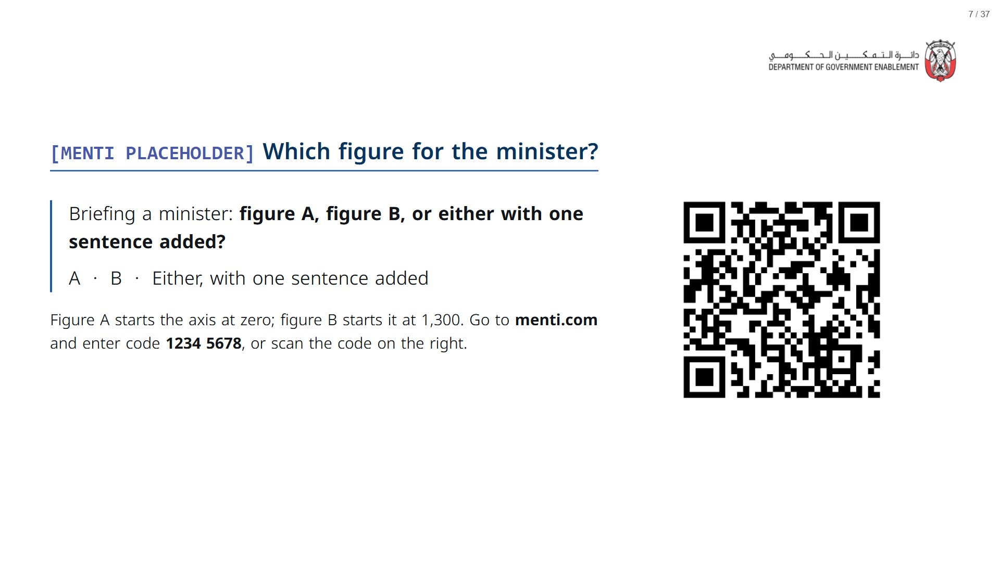 7 / 37
دائرة التمكين الحكومي
DEPARTMENT OF GOVERNMENT ENABLEMENT
[MENTI PLACEHOLDER] Which figure for the minister?
Briefing a minister: figure A, figure B, or either with one
sentence added?
A · B · Either, with one sentence added
Figure A starts the axis at zero; figure B starts it at 1,300. Go to menti.com
and enter code 1234 5678, or scan the code on the right.